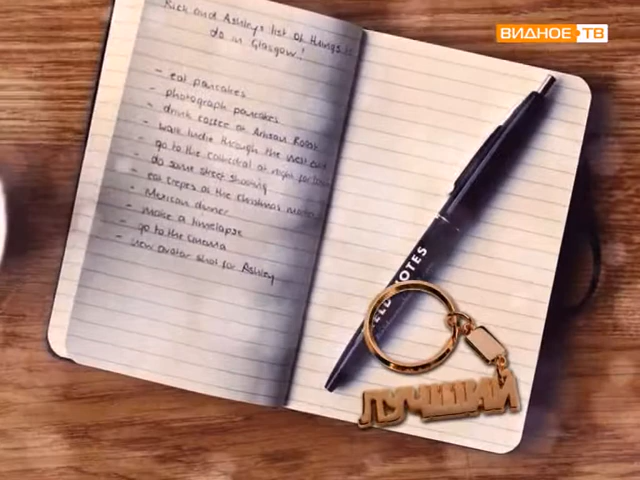 ВИДНОЕ ТВ
Rick and Ashleys list of things to
do in Glasgow!
- eat pancakes
- photograph pancakes
- drink coffee at Artisan Roast
- walk Indie through the west end
- go to the cathedral at night for
- do some street shooting
- eat crepes at the christmas market
- Mexican dinner
- make a timelapse
- go to the cinema
- new avatar shot for Ashley
NOTES
ЛУЧШИЙ